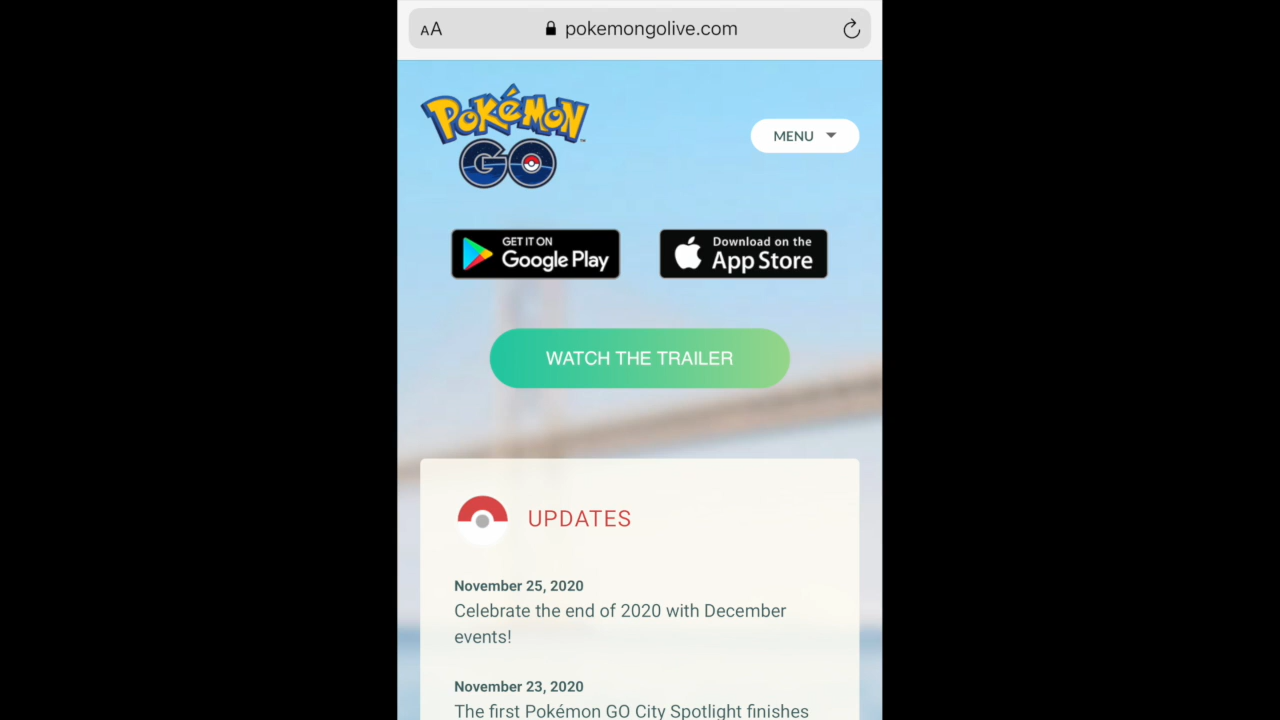 AA
pokemongolive.com
POKéMON
GO
™
MENU
GET IT ON
Google Play
Download on the
App Store
WATCH THE TRAILER
UPDATES
November 25, 2020
Celebrate the end of 2020 with December
events!
November 23, 2020
The first Pokémon GO City Spotlight finishes